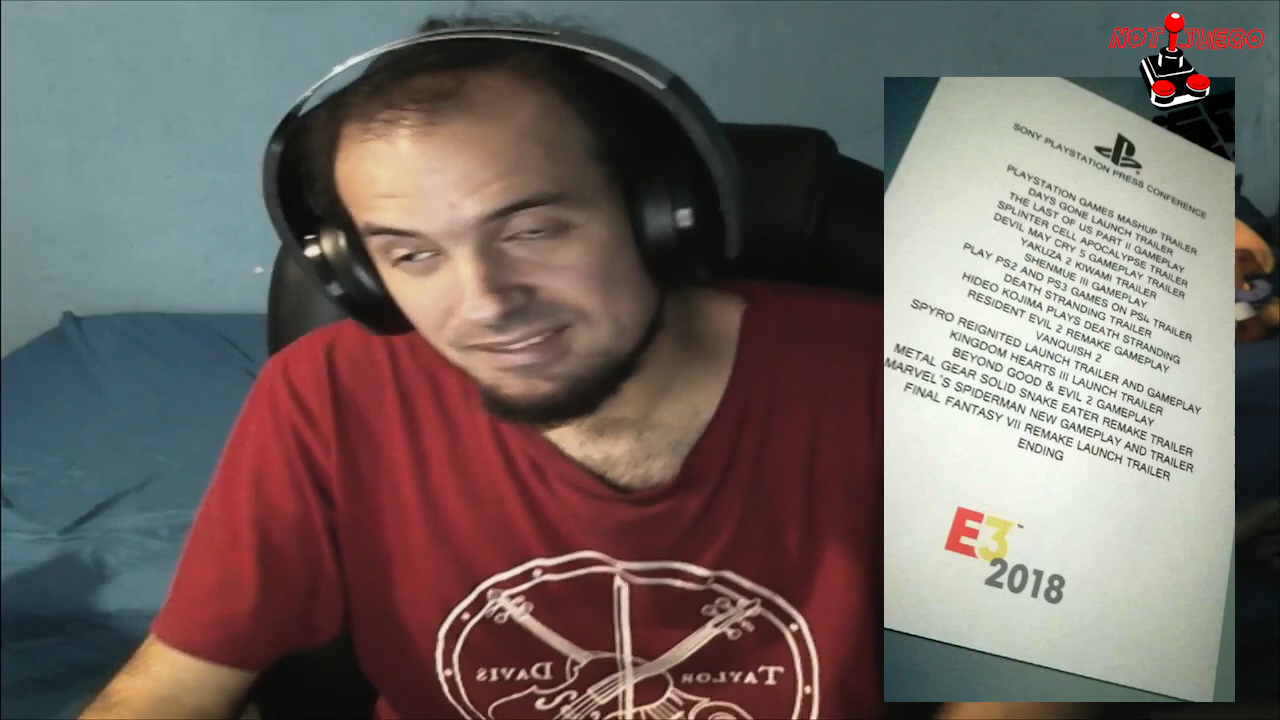 NOT JUEGO
SONY PLAYSTATION PRESS CONFERENCE
PLAYSTATION GAMES MASHUP TRAILER
DAYS GONE LAUNCH TRAILER
THE LAST OF US PART II GAMEPLAY
SPLINTER CELL APOCALYPSE TRAILER
DEVIL MAY CRY 5 GAMEPLAY TRAILER
YAKUZA 2 KIWAMI TRAILER
SHENMUE III GAMEPLAY
PLAY PS2 AND PS3 GAMES ON PS4 TRAILER
DEATH STRANDING TRAILER
HIDEO KOJIMA PLAYS DEATH STRANDING
RESIDENT EVIL 2 REMAKE GAMEPLAY
VANQUISH 2
SPYRO REIGNITED LAUNCH TRAILER AND GAMEPLAY
KINGDOM HEARTS III LAUNCH TRAILER
BEYOND GOOD & EVIL 2 GAMEPLAY
METAL GEAR SOLID SNAKE EATER REMAKE TRAILER
MARVEL'S SPIDERMAN NEW GAMEPLAY AND TRAILER
FINAL FANTASY VII REMAKE LAUNCH TRAILER
ENDING
E3™
2018
TAYLOR
DAVIS